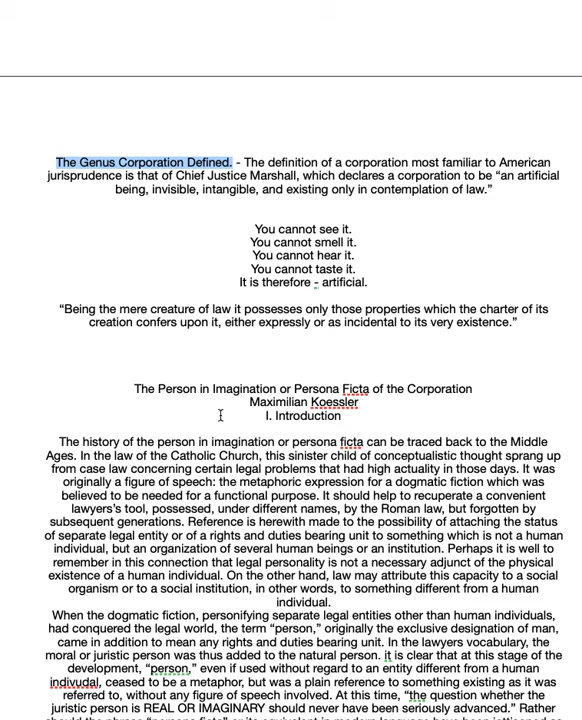 The Genus Corporation Defined. - The definition of a corporation most familiar to American
jurisprudence is that of Chief Justice Marshall, which declares a corporation to be “an artificial
being, invisible, intangible, and existing only in contemplation of law.”
You cannot see it.
You cannot smell it.
You cannot hear it.
You cannot taste it.
It is therefore - artificial.
“Being the mere creature of law it possesses only those properties which the charter of its
creation confers upon it, either expressly or as incidental to its very existence.”
The Person in Imagination or Persona Ficta of the Corporation
Maximilian Koessler
I. Introduction
The history of the person in imagination or persona ficta can be traced back to the Middle
Ages. In the law of the Catholic Church, this sinister child of conceptualistic thought sprang up
from case law concerning certain legal problems that had high actuality in those days. It was
originally a figure of speech: the metaphoric expression for a dogmatic fiction which was
believed to be needed for a functional purpose. It should help to recuperate a convenient
lawyer’s tool, possessed, under different names, by the Roman law, but forgotten by
subsequent generations. Reference is herewith made to the possibility of attaching the status
of separate legal entity or of a rights and duties bearing unit to something which is not a human
individual, but an organization of several human beings or an institution. Perhaps it is well to
remember in this connection that legal personality is not a necessary adjunct of the physical
existence of a human individual. On the other hand, law may attribute this capacity to a social
organism or to a social institution, in other words, to something different from a human
individual.
When the dogmatic fiction, personifying separate legal entities other than human individuals,
had conquered the legal world, the term “person,” originally the exclusive designation of man,
came in addition to mean any rights and duties bearing unit. In the lawyers vocabulary, the
moral or juristic person was thus added to the natural person. it is clear that at this stage of the
development, “person,” even if used without regard to an entity different from a human
indivudal, ceased to be a metaphor, but was a plain reference to something existing as it was
referred to, without any figure of speech involved. At this time, “the question whether the
juristic person is REAL OR IMAGINARY should never have been seriously advanced.” Rather